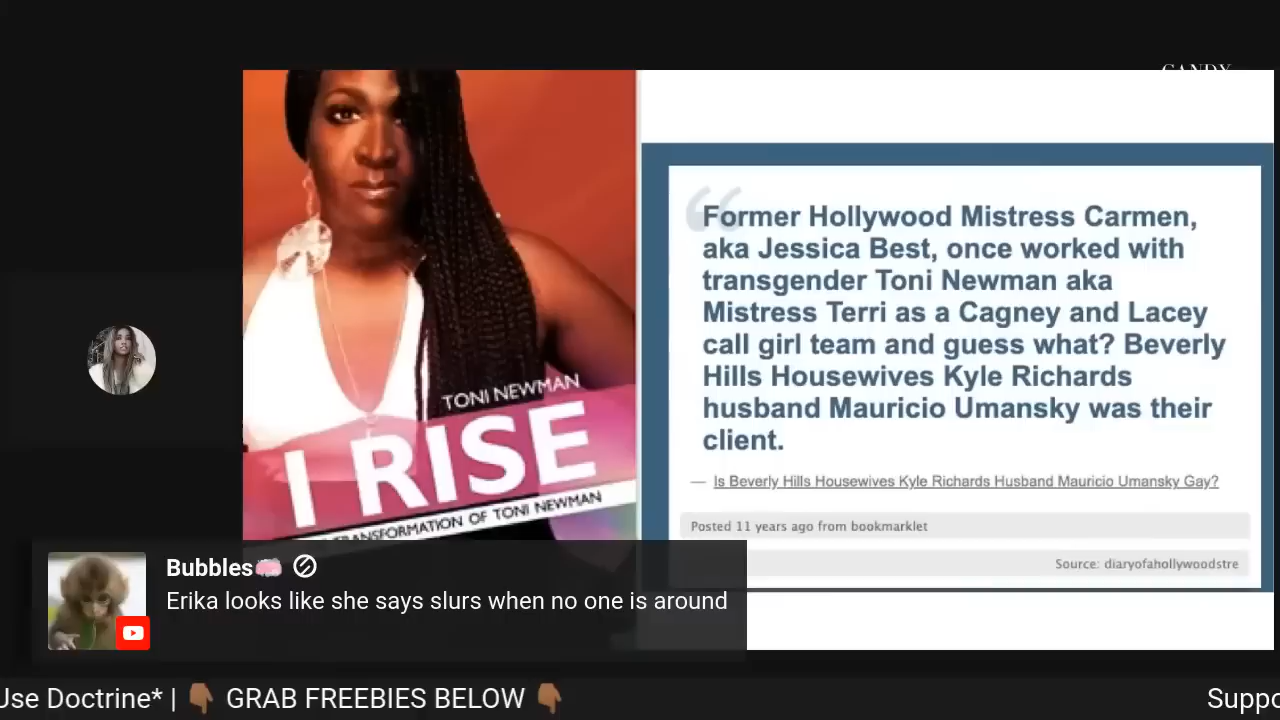 TONI NEWMAN
I RISE
TRANSFORMATION OF TONI NEWMAN
“
Former Hollywood Mistress Carmen,
aka Jessica Best, once worked with
transgender Toni Newman aka
Mistress Terri as a Cagney and Lacey
call girl team and guess what? Beverly
Hills Housewives Kyle Richards
husband Mauricio Umansky was their
client.
— Is Beverly Hills Housewives Kyle Richards Husband Mauricio Umansky Gay?
Posted 11 years ago from bookmarklet
Source: diaryofahollywoodstre
Bubbles🧼
Erika looks like she says slurs when no one is around
Use Doctrine* | 👇🏾 GRAB FREEBIES BELOW 👇🏾
Suppo